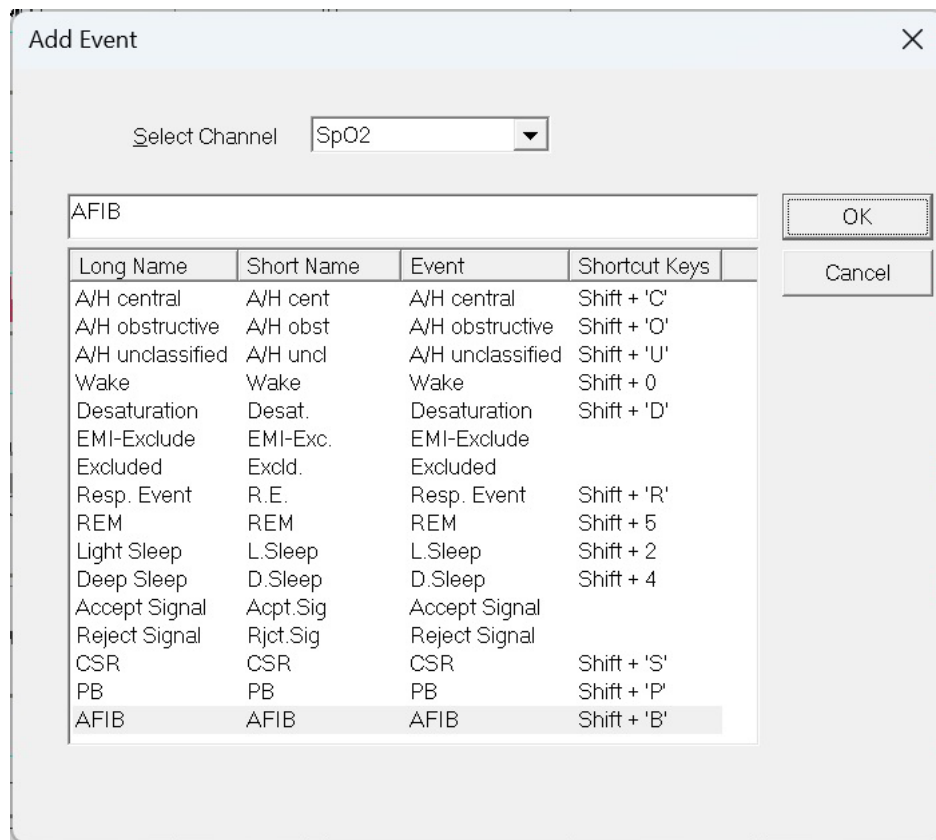 Add Event
Select Channel SpO2
AFIB
OK
Long Name Short Name Event Shortcut Keys
Cancel
A/H central A/H cent A/H central Shift + 'C'
A/H obstructive A/H obst A/H obstructive Shift + 'O'
A/H unclassified A/H uncl A/H unclassified Shift + 'U'
Wake Wake Wake Shift + 0
Desaturation Desat. Desaturation Shift + 'D'
EMI-Exclude EMI-Exc. EMI-Exclude
Excluded Excld. Excluded
Resp. Event R.E. Resp. Event Shift + 'R'
REM REM REM Shift + 5
Light Sleep L.Sleep L.Sleep Shift + 2
Deep Sleep D.Sleep D.Sleep Shift + 4
Accept Signal Acpt.Sig Accept Signal
Reject Signal Rjct.Sig Reject Signal
CSR CSR CSR Shift + 'S'
PB PB PB Shift + 'P'
AFIB AFIB AFIB Shift + 'B'